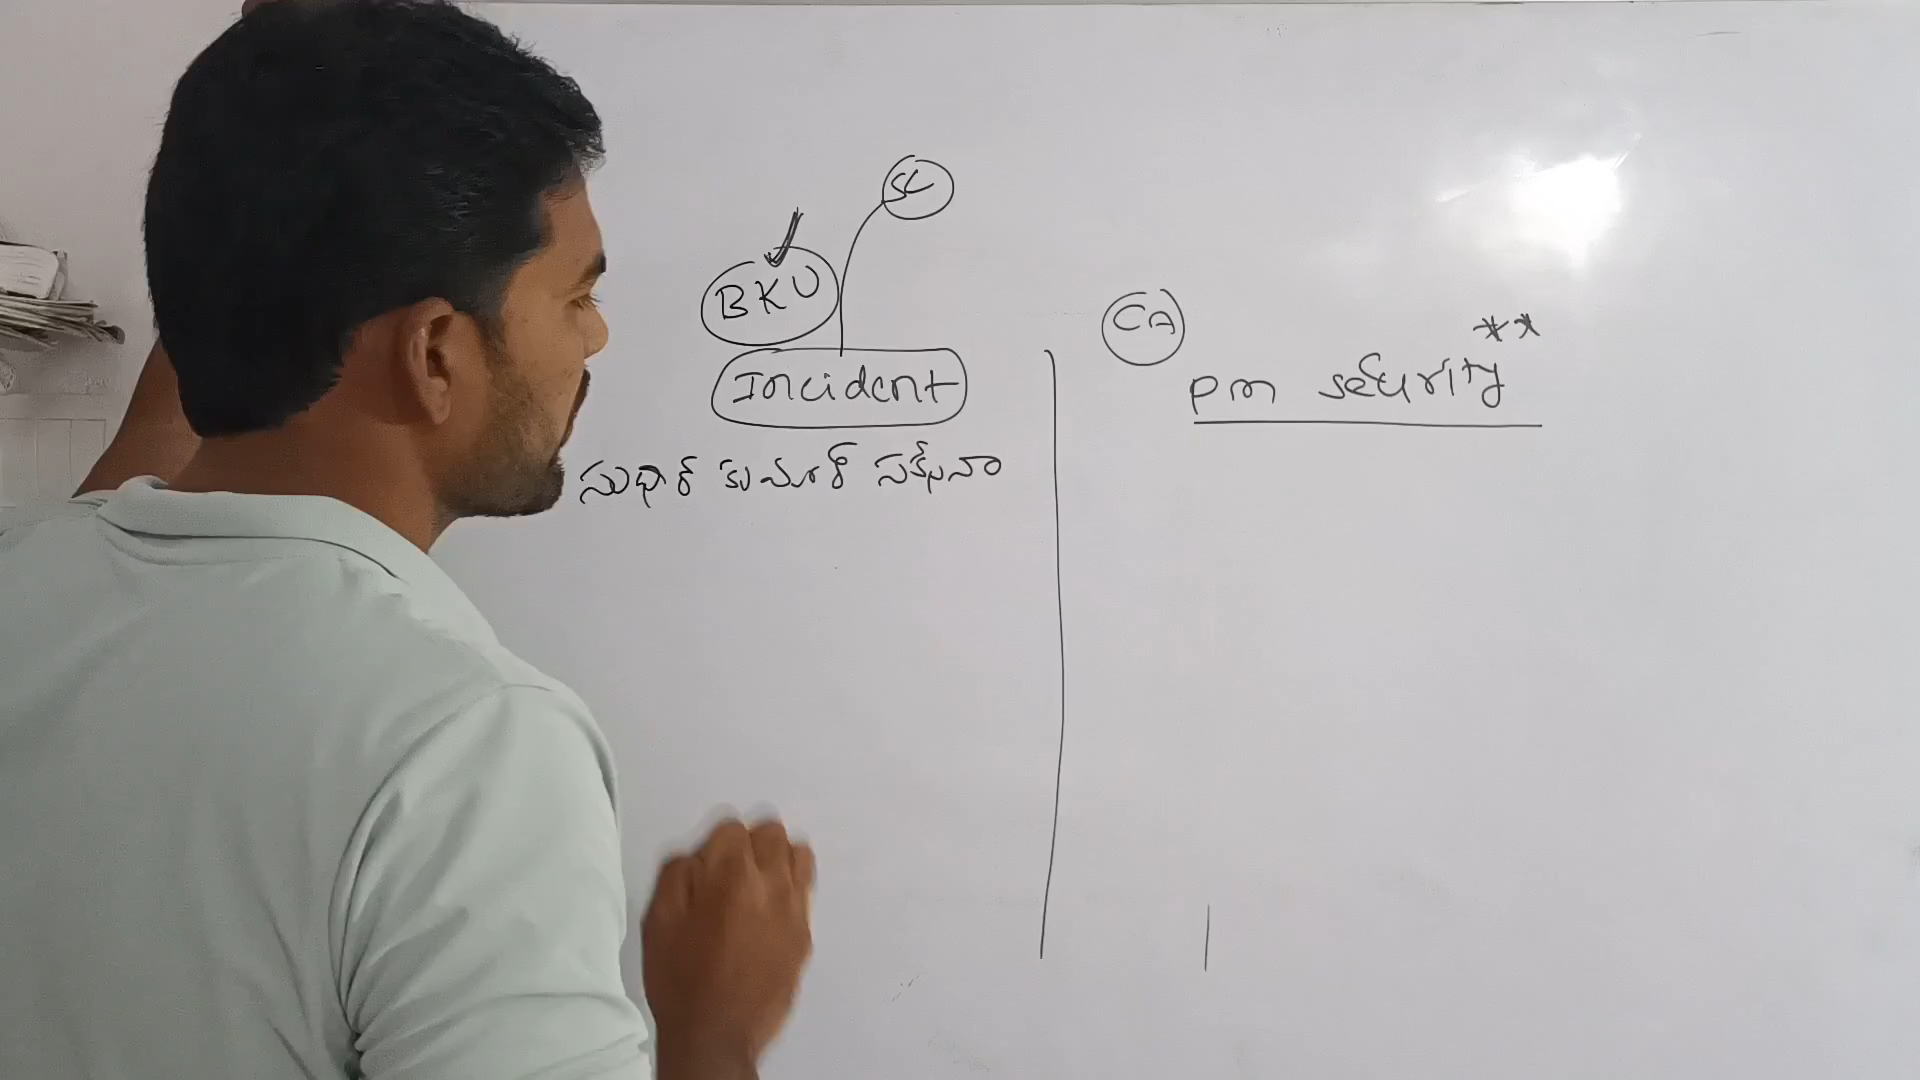 SC
BKU
Incident
సుధీర్ కుమార్ సక్సేనా
CA
**
pm security